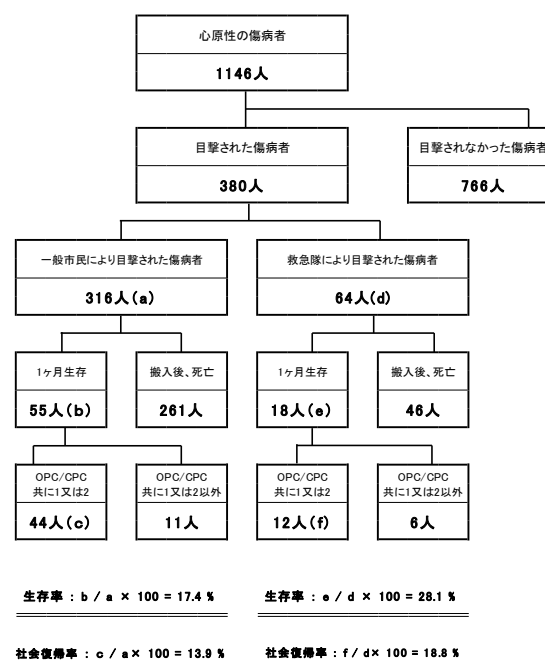 心原性の傷病者
1146人
目撃された傷病者
目撃されなかった傷病者
380人
766人
一般市民により目撃された傷病者
救急隊により目撃された傷病者
316人(a)
64人(d)
1ヶ月生存
搬入後、死亡
1ヶ月生存
搬入後、死亡
55人(b)
261人
18人(e)
46人
OPC/CPC
共に1又は2
OPC/CPC
共に1又は2以外
OPC/CPC
共に1又は2
OPC/CPC
共に1又は2以外
44人(c)
11人
12人(f)
6人
生存率 : b / a × 100 = 17.4 %
生存率 : e / d × 100 = 28.1 %
社会復帰率 : c / a× 100 = 13.9 %
社会復帰率 : f / d× 100 = 18.8 %